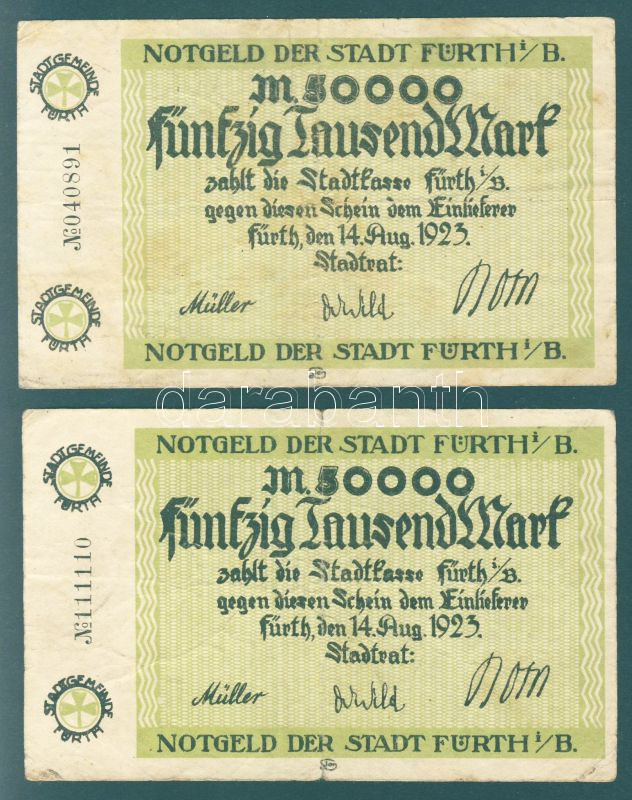 NOTGELD DER STADT FÜRTH i/B.
STADTGEMEINDE FÜRTH
M. 50000
Fünfzig Tausend Mark
zahlt die Stadtkasse Fürth i/B.
gegen diesen Schein dem Einlieferer
Fürth, den 14. Aug. 1923.
Stadtrat:
№040891
STADTGEMEINDE FÜRTH
Müller
NOTGELD DER STADT FÜRTH i/B.
darabanth
NOTGELD DER STADT FÜRTH i/B.
STADTGEMEINDE FÜRTH
M. 50000
Fünfzig Tausend Mark
zahlt die Stadtkasse Fürth i/B.
gegen diesen Schein dem Einlieferer
Fürth, den 14. Aug. 1923.
Stadtrat:
№111110
STADTGEMEINDE FÜRTH
Müller
NOTGELD DER STADT FÜRTH i/B.